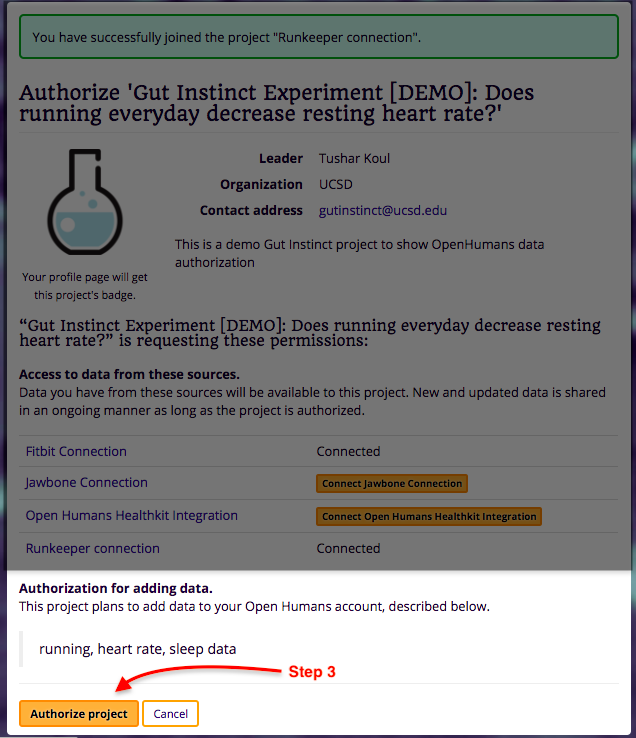 You have successfully joined the project "Runkeeper connection".
Authorize 'Gut Instinct Experiment [DEMO]: Does
running everyday decrease resting heart rate?'
Leader Tushar Koul
Organization UCSD
Contact address gutinstinct@ucsd.edu
This is a demo Gut Instinct project to show OpenHumans data
authorization
Your profile page will get
this project's badge.
“Gut Instinct Experiment [DEMO]: Does running everyday decrease resting
heart rate?” is requesting these permissions:
Access to data from these sources.
Data you have from these sources will be available to this project. New and updated data is shared
in an ongoing manner as long as the project is authorized.
Fitbit Connection Connected
Jawbone Connection Connect Jawbone Connection
Open Humans Healthkit Integration Connect Open Humans Healthkit Integration
Runkeeper connection Connected
Authorization for adding data.
This project plans to add data to your Open Humans account, described below.
running, heart rate, sleep data
Step 3
Authorize project Cancel